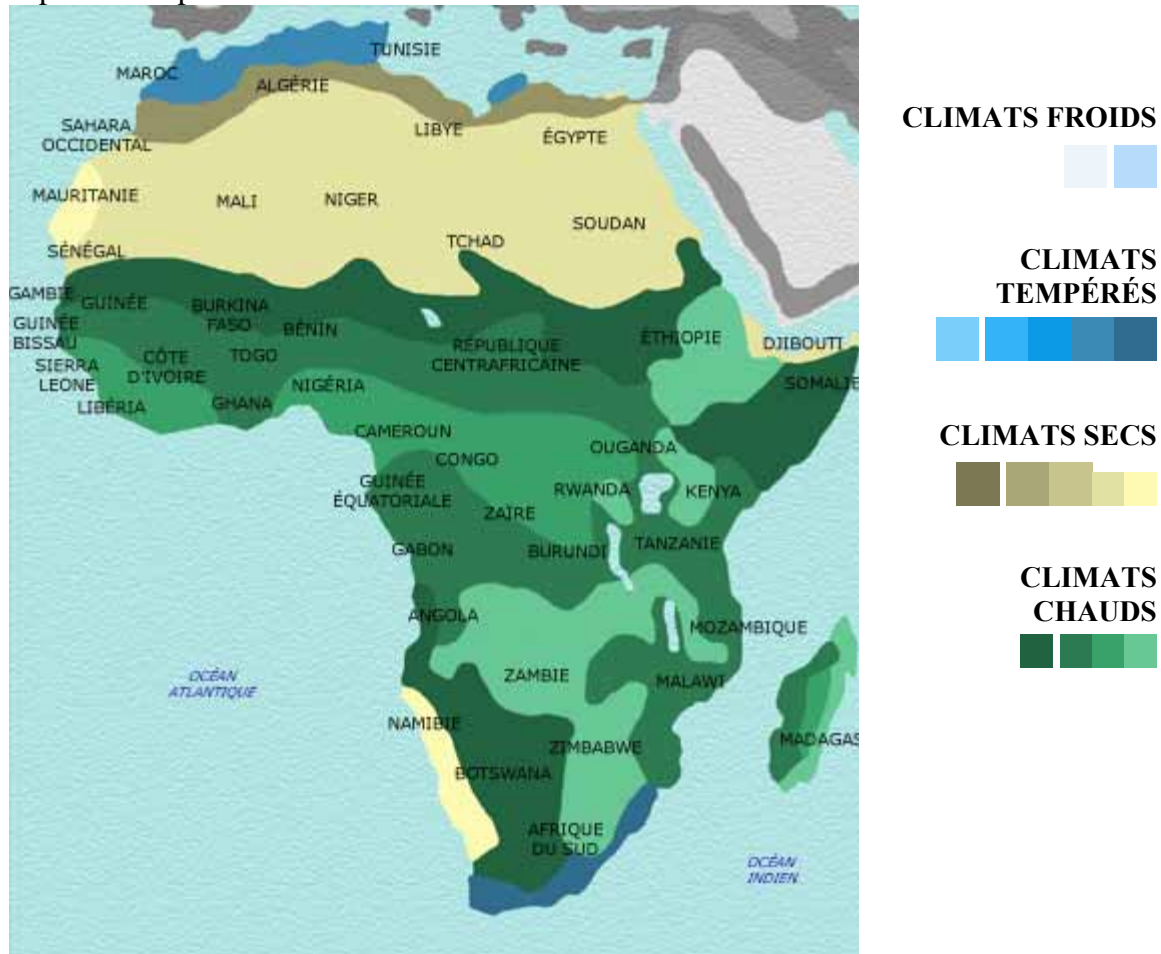 TUNISIE
MAROC
ALGÉRIE
SAHARA
OCCIDENTAL
LIBYE
ÉGYPTE
MAURITANIE
MALI
NIGER
SOUDAN
TCHAD
SÉNÉGAL
GAMBIE
GUINÉE
BURKINA
FASO
BÉNIN
GUINÉE
BISSAU
RÉPUBLIQUE
CENTRAFRICAINE
ÉTHIOPIE
DJIBOUTI
SIERRA
LEONE
CÔTE
D'IVOIRE
TOGO
NIGÉRIA
SOMALIE
LIBÉRIA
GHANA
CAMEROUN
OUGANDA
CONGO
GUINÉE
ÉQUATORIALE
RWANDA
KENYA
ZAÏRE
GABON
BURUNDI
TANZANIE
ANGOLA
MOZAMBIQUE
OCÉAN
ATLANTIQUE
ZAMBIE
MALAWI
NAMIBIE
ZIMBABWE
MADAGAS
BOTSWANA
AFRIQUE
DU SUD
OCÉAN
INDIEN
CLIMATS FROIDS
CLIMATS
TEMPÉRÉS
CLIMATS SECS
CLIMATS
CHAUDS